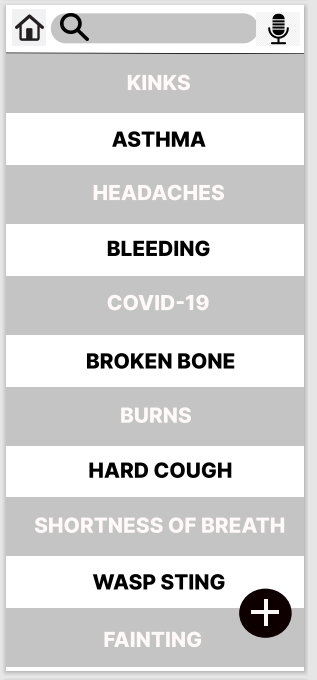 KINKS
ASTHMA
HEADACHES
BLEEDING
COVID-19
BROKEN BONE
BURNS
HARD COUGH
SHORTNESS OF BREATH
WASP STING
FAINTING